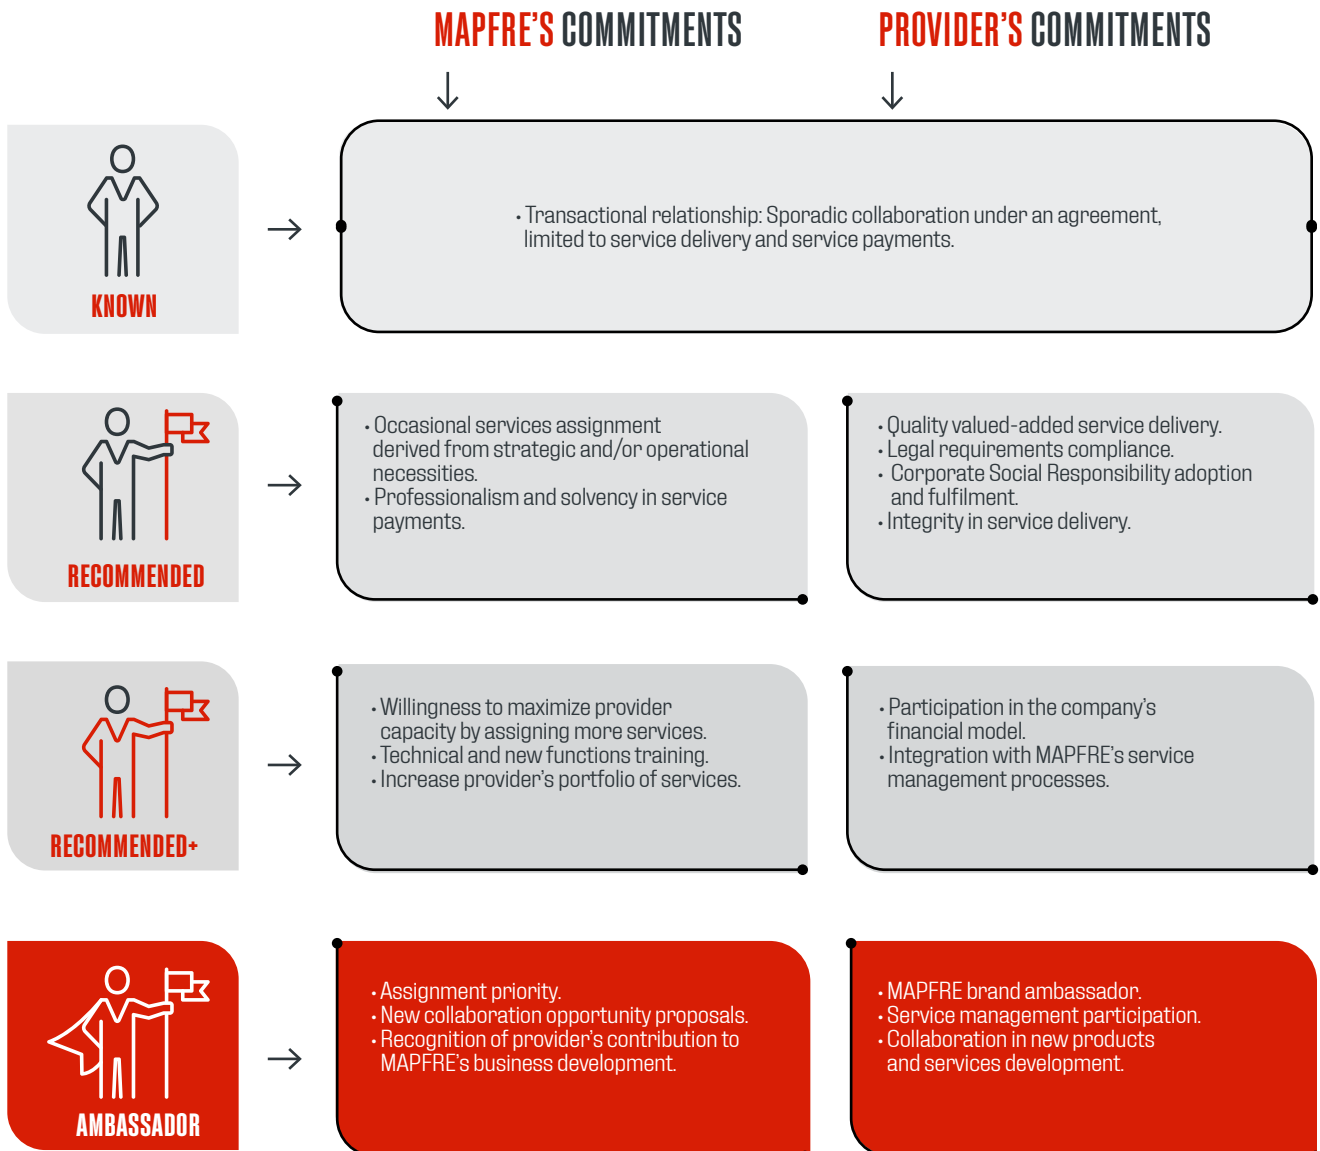 MAPFRE'S COMMITMENTS
PROVIDER'S COMMITMENTS
KNOWN
• Transactional relationship: Sporadic collaboration under an agreement,
limited to service delivery and service payments.
RECOMMENDED
• Occasional services assignment
derived from strategic and/or operational
necessities.
• Professionalism and solvency in service
payments.
• Quality valued-added service delivery.
• Legal requirements compliance.
• Corporate Social Responsibility adoption
and fulfilment.
• Integrity in service delivery.
RECOMMENDED+
• Willingness to maximize provider
capacity by assigning more services.
• Technical and new functions training.
• Increase provider's portfolio of services.
• Participation in the company's
financial model.
• Integration with MAPFRE's service
management processes.
AMBASSADOR
• Assignment priority.
• New collaboration opportunity proposals.
• Recognition of provider's contribution to
MAPFRE's business development.
• MAPFRE brand ambassador.
• Service management participation.
• Collaboration in new products
and services development.